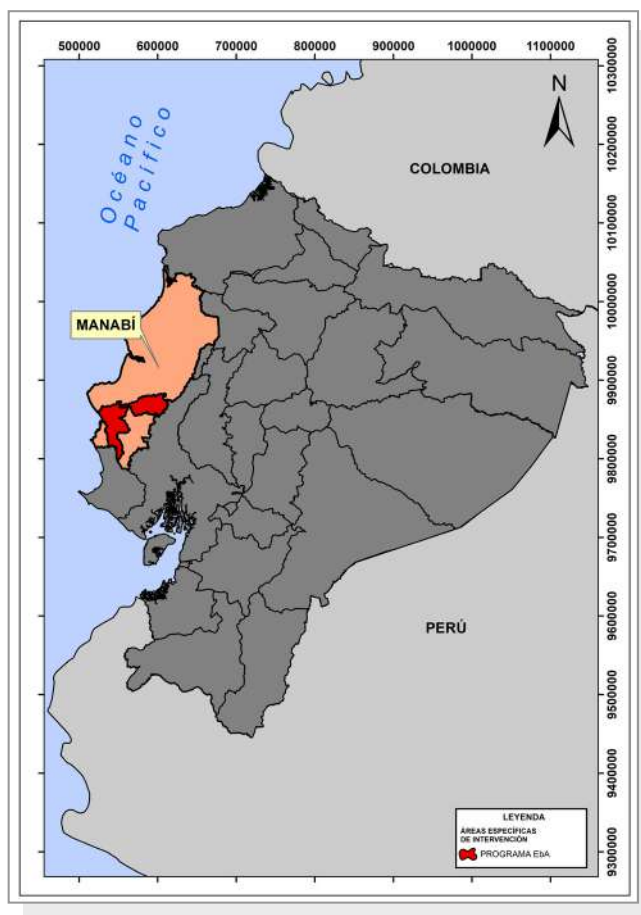 500000 600000 700000 800000 900000 1000000 1100000
10300000
10200000
10100000
10000000
9900000
9800000
9700000
9600000
9500000
9400000
9300000
N
Océano
Pacífico
COLOMBIA
MANABÍ
PERÚ
LEYENDA
ÁREAS ESPECÍFICAS
DE INTERVENCIÓN
PROGRAMA EbA